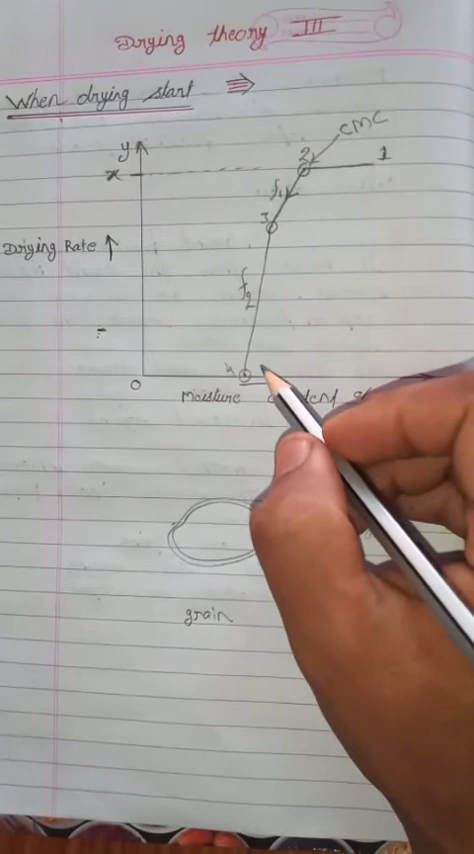 Drying theory III
When drying start ⇒
CMC
y
2
1
x
f1
3
Drying Rate ↑
f2
4
0
Moisture
grain